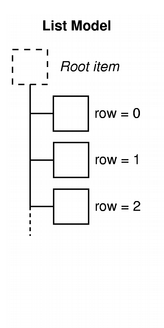 List Model
Root item
row = 0
row = 1
row = 2